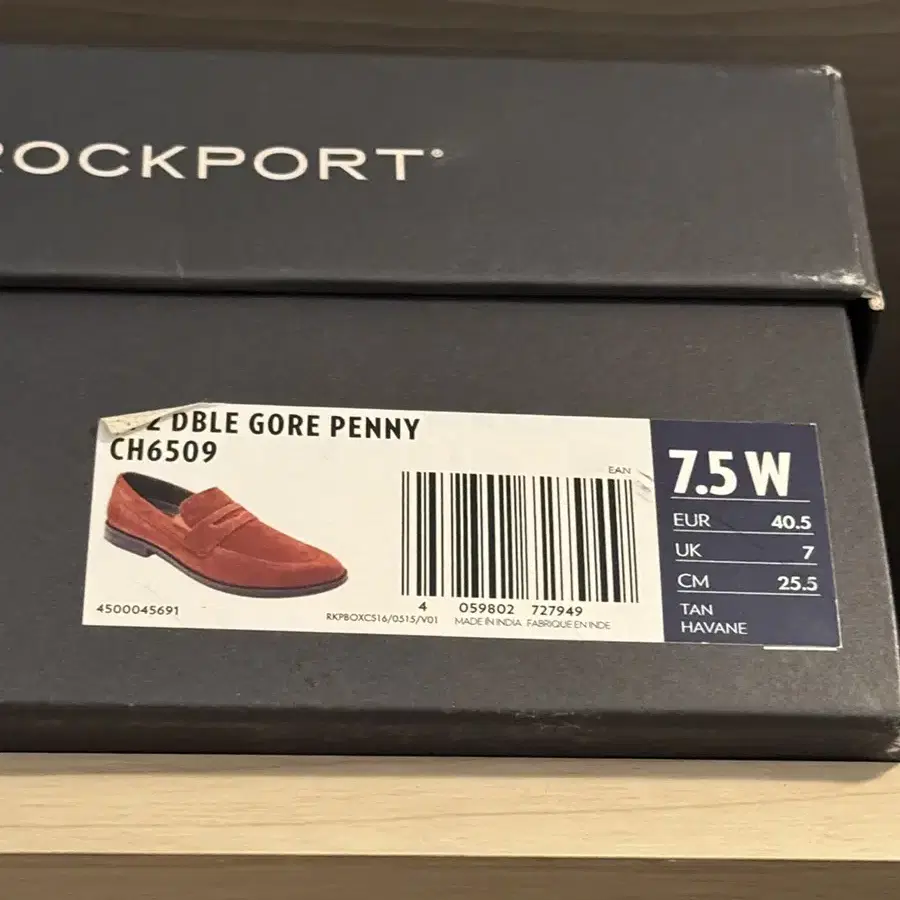 ROCKPORT
2 DBLE GORE PENNY
CH6509
EAN
4 059802 727949
4500045691
RKPBOXCS16/0515/V01
MADE IN INDIA FABRIQUE EN INDE
7.5 W
EUR 40.5
UK 7
CM 25.5
TAN
HAVANE